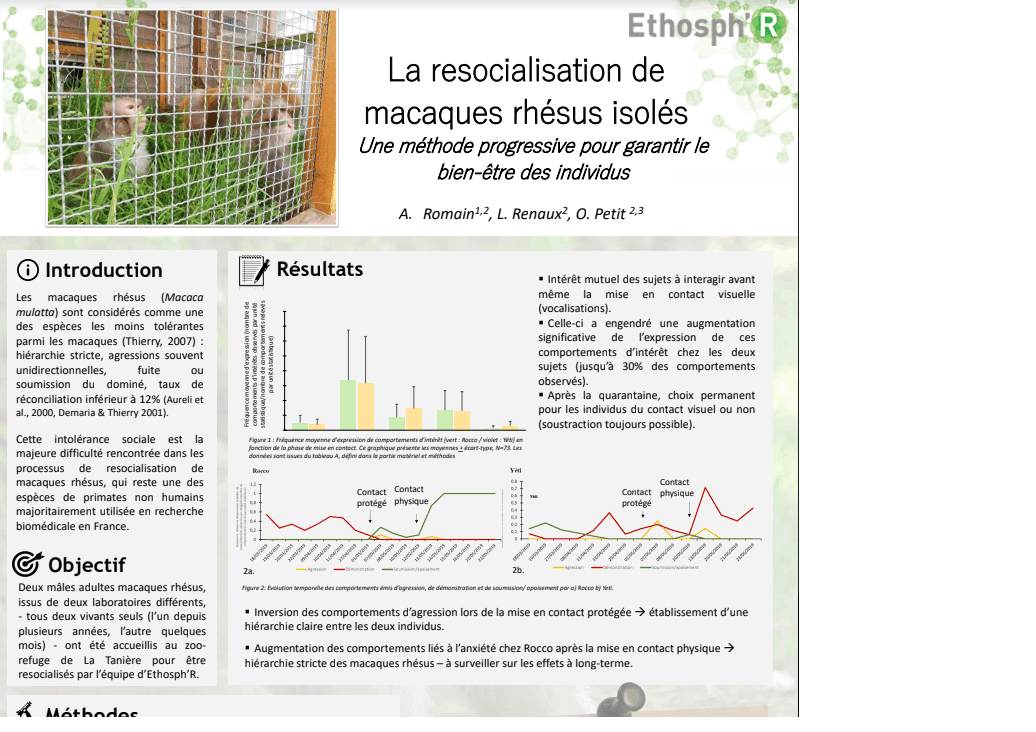 Ethosph'R
La resocialisation de
macaques rhésus isolés
Une méthode progressive pour garantir le
bien-être des individus
A. Romain1,2, L. Renaux2, O. Petit 2,3
Introduction
Les macaques rhésus (Macaca
mulatta) sont considérés comme une
des espèces les moins tolérantes
parmi les macaques (Thierry, 2007) :
hiérarchie stricte, agressions souvent
unidirectionnelles, fuite ou
soumission du dominé, taux de
réconciliation inférieur à 12% (Aureli et
al., 2000, Demaria & Thierry 2001).
Cette intolérance sociale est la
majeure difficulté rencontrée dans les
processus de resocialisation de
macaques rhésus, qui reste une des
espèces de primates non humains
majoritairement utilisée en recherche
biomédicale en France.
Objectif
Deux mâles adultes macaques rhésus,
issus de deux laboratoires différents,
- tous deux vivants seuls (l'un depuis
plusieurs années, l'autre quelques
mois) - ont été accueillis au zoo-
refuge de La Tanière pour être
resocialisés par l'équipe d'Ethosph'R.
Résultats
Fréquence moyenne d'expression (nombre de
comportements d'intérêts observés par unité
statistique/nombre de comportements relevés
par unité statistique)
Figure 1 : Fréquence moyenne d'expression de comportements d'intérêt (vert : Rocco / violet : Yéti) en
fonction de la phase de mise en contact. Ce graphique présente les moyennes + écart-type, N=73. Les
données sont issues du tableau A, défini dans la partie matériel et méthodes
▪ Intérêt mutuel des sujets à interagir avant
même la mise en contact visuelle
(vocalisations).
▪ Celle-ci a engendré une augmentation
significative de l'expression de ces
comportements d'intérêt chez les deux
sujets (jusqu'à 30% des comportements
observés).
▪ Après la quarantaine, choix permanent
pour les individus du contact visuel ou non
(soustraction toujours possible).
Rocco
1,2
1
0,8
0,6
0,4
0,2
0
Contact
protégé
Contact
physique
Agression Démonstration Soumission/apaisement
2a.
Yéti
0,8
0,7
0,6
0,5
0,4
0,3
0,2
0,1
0
Yéti
Contact
protégé
Contact
physique
Agression Démonstration Soumission/apaisement
2b.
Figure 2: Evolution temporelle des comportements émis d'agression, de démonstration et de soumission/ apaisement par a) Rocco b) Yeti.
▪ Inversion des comportements d'agression lors de la mise en contact protégée → établissement d'une
hiérarchie claire entre les deux individus.
▪ Augmentation des comportements liés à l'anxiété chez Rocco après la mise en contact physique →
hiérarchie stricte des macaques rhésus – à surveiller sur les effets à long-terme.
Méthodes